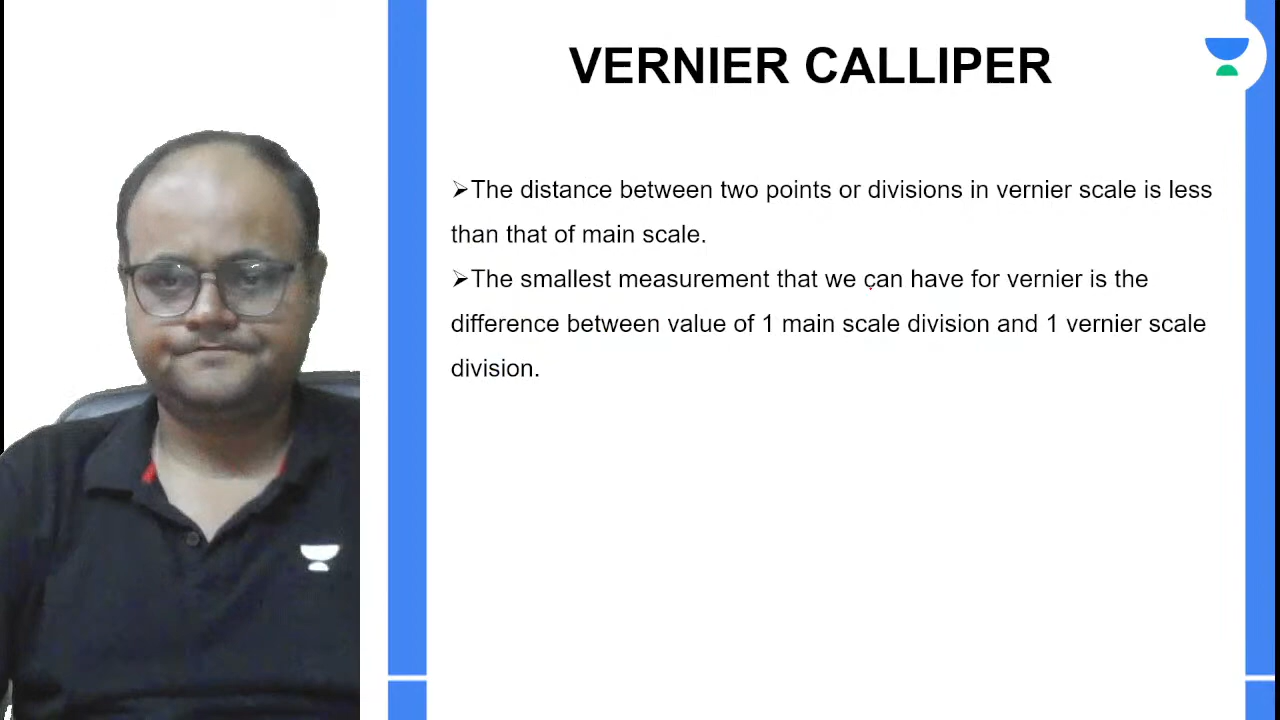 VERNIER CALLIPER
➢The distance between two points or divisions in vernier scale is less
than that of main scale.
➢The smallest measurement that we can have for vernier is the
difference between value of 1 main scale division and 1 vernier scale
division.